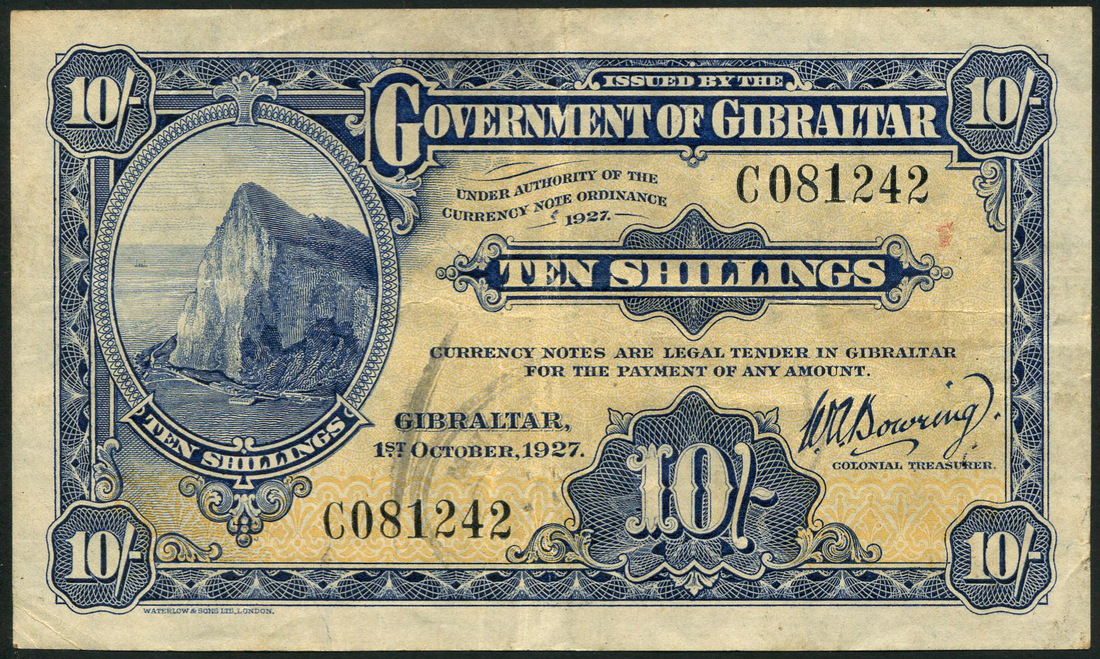 10/-
ISSUED BY THE
10/-
GOVERNMENT OF GIBRALTAR
UNDER AUTHORITY OF THE
CURRENCY NOTE ORDINANCE
1927.
C081242
TEN SHILLINGS
CURRENCY NOTES ARE LEGAL TENDER IN GIBRALTAR
FOR THE PAYMENT OF ANY AMOUNT.
TEN SHILLINGS
GIBRALTAR,
1ST OCTOBER, 1927.
COLONIAL TREASURER.
C081242
10/-
10/-
10/-
WATERLOW & SONS LTD., LONDON.